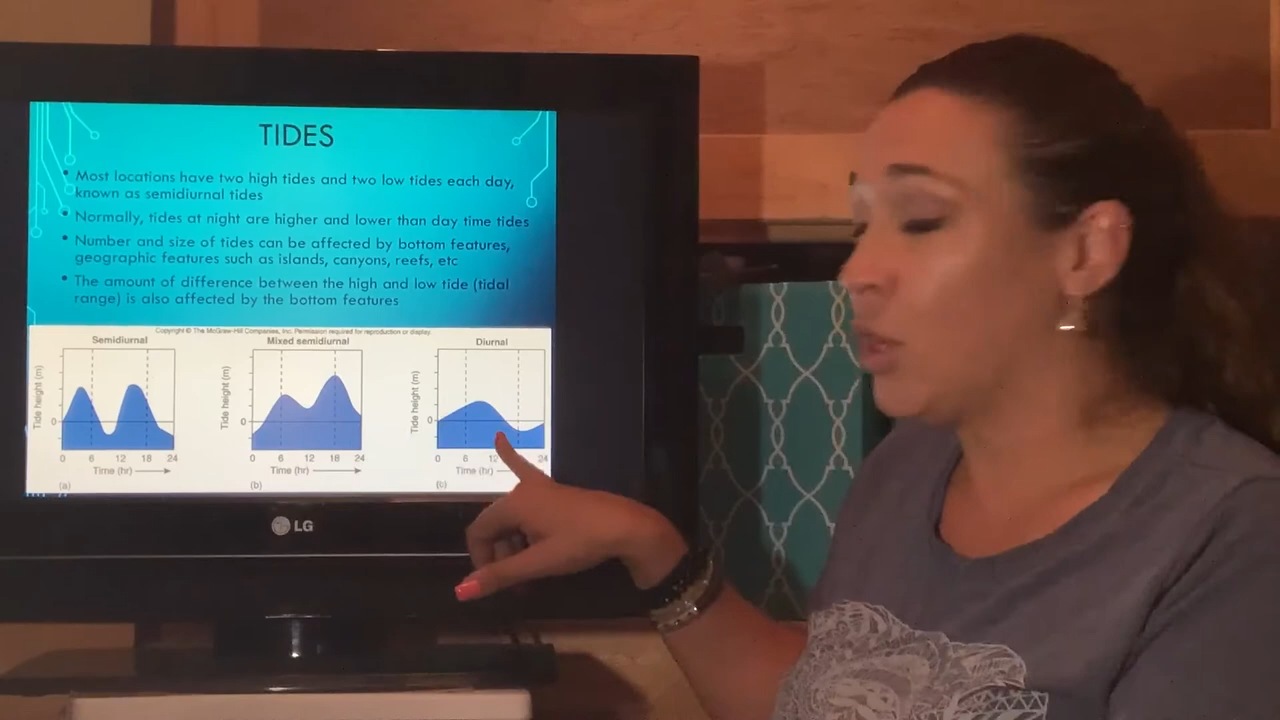 TIDES
• Most locations have two high tides and two low tides each day,
known as semidiurnal tides
• Normally, tides at night are higher and lower than day time tides
• Number and size of tides can be affected by bottom features,
geographic features such as islands, canyons, reefs, etc
• The amount of difference between the high and low tide (tidal
range) is also affected by the bottom features
Copyright © The McGraw-Hill Companies, Inc. Permission required for reproduction or display.
Semidiurnal
Tide height (m)
0
0 6 12 18 24
Time (hr)
(a)
Mixed semidiurnal
Tide height (m)
0
0 6 12 18 24
Time (hr)
(b)
Diurnal
Tide height (m)
0
0 6 12 24
Time (hr)
(c)
LG